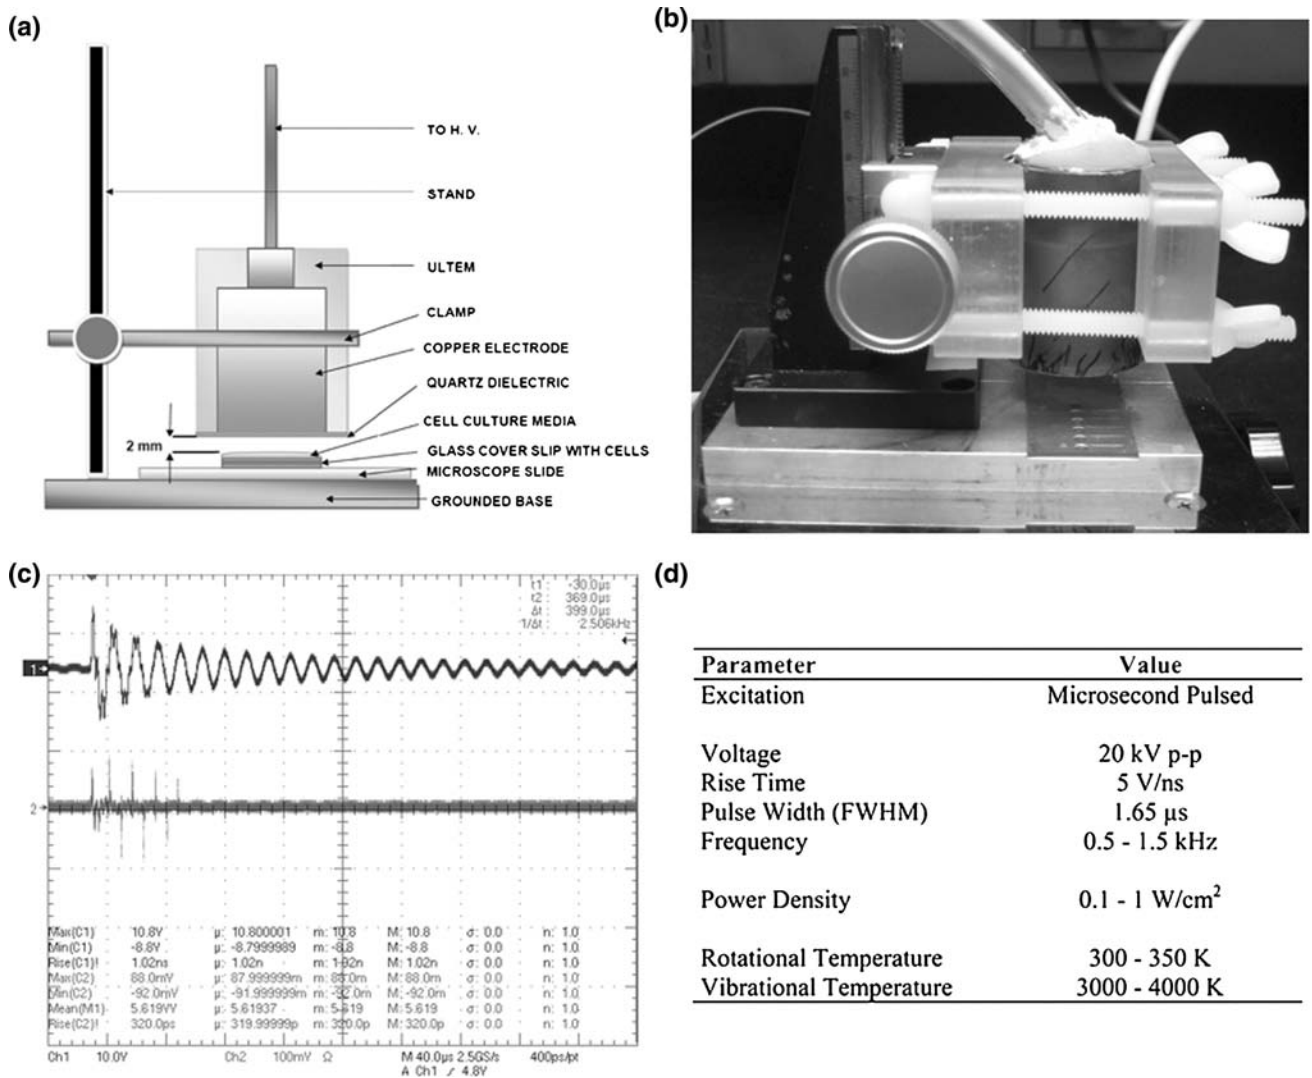 (a)
TO H. V.
STAND
ULTEM
CLAMP
COPPER ELECTRODE
QUARTZ DIELECTRIC
CELL CULTURE MEDIA
GLASS COVER SLIP WITH CELLS
MICROSCOPE SLIDE
GROUNDED BASE
2 mm
(b)
(c)
t1 : -30.0µs
t2 : 369.0µs
Δt : 399.0µs
1/Δt : 2.506kHz
1
2
Max(C1) 10.8V µ: 10.800001 m: 10.8 M: 10.8 σ: 0.0 n: 1.0
Min(C1) -8.8V µ: -8.7999989 m: -8.8 M: -8.8 σ: 0.0 n: 1.0
Rise(C1)! 1.02ns µ: 1.02n m: 1.02n M: 1.02n σ: 0.0 n: 1.0
Max(C2) 88.0mV µ: 87.999999m m: 88.0m M: 88.0m σ: 0.0 n: 1.0
Min(C2) -92.0mV µ: -91.999999m m: -92.0m M: -92.0m σ: 0.0 n: 1.0
Mean(M1) 5.619VV µ: 5.61937 m: 5.619 M: 5.619 σ: 0.0 n: 1.0
Rise(C2)! 320.0ps µ: 319.99999p m: 320.0p M: 320.0p σ: 0.0 n: 1.0
Ch1 10.0V Ch2 100mV Ω M 40.0µs 2.5GS/s 400ps/pt
A Ch1 / 4.8V
(d)
Parameter Value
Excitation Microsecond Pulsed
Voltage 20 kV p-p
Rise Time 5 V/ns
Pulse Width (FWHM) 1.65 µs
Frequency 0.5 - 1.5 kHz
Power Density 0.1 - 1 W/cm²
Rotational Temperature 300 - 350 K
Vibrational Temperature 3000 - 4000 K